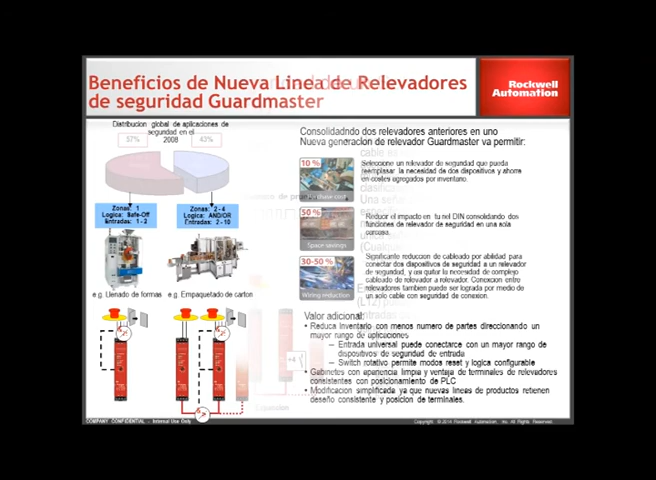 Beneficios de Nueva Linea de Relevadores
de seguridad Guardmaster
Rockwell
Automation
Distribucion global de aplicaciones de
seguridad en el
2008
57%
43%
Zonas: 1
Logica: Safe-Off
Entradas: 1 - 2
Zonas: 2 - 4
Logica: AND/OR
Entradas: 2 - 10
e.g. Llenado de formas
e.g. Empaquetado de carton
Consolidadndo dos relevadores anteriores en uno
Nueva generacion de relevador Guardmaster va permitir:
10 %
Purchase cost
Seleccione un relevador de seguridad que pueda
reemplasar la necesidad de dos dispositivos y ahorre
en costes agregados por inventario.
50 %
Space savings
Reduce el impacto en tu riel DIN consolidando dos
funciones de relevador de seguridad en una sola
carcasa.
30-50 %
Wiring reduction
Significante reduccion de cableado por abilidad para
conectar dos dispositivos de seguridad a un relevador
de seguridad, y us quitar la necesidad de complejo
cableado de relevador a relevador. Conexion entre
relevadores tambien puede ser lograda por medio de
un solo cable con seguridad de conexion.
Valor adicional:
• Reduca Inventario con menos numero de partes direccionando un
mayor rango de aplicaciones
– Entrada universal puede conectarce con un mayor rango de
dispositivos de seguridad de entrada
– Switch rotativo permite modos reset y logica configurable
• Gabinetes con apariencia limpia y ventaja de terminales de relevadores
consistentes con posicionamiento de PLC
• Modificacion simplificada ya que nuevas lineas de productos retienen
deseño consistente y posicion de terminales.
COMPANY CONFIDENTIAL – Internal Use Only
Copyright © 2014 Rockwell Automation, Inc. All Rights Reserved.